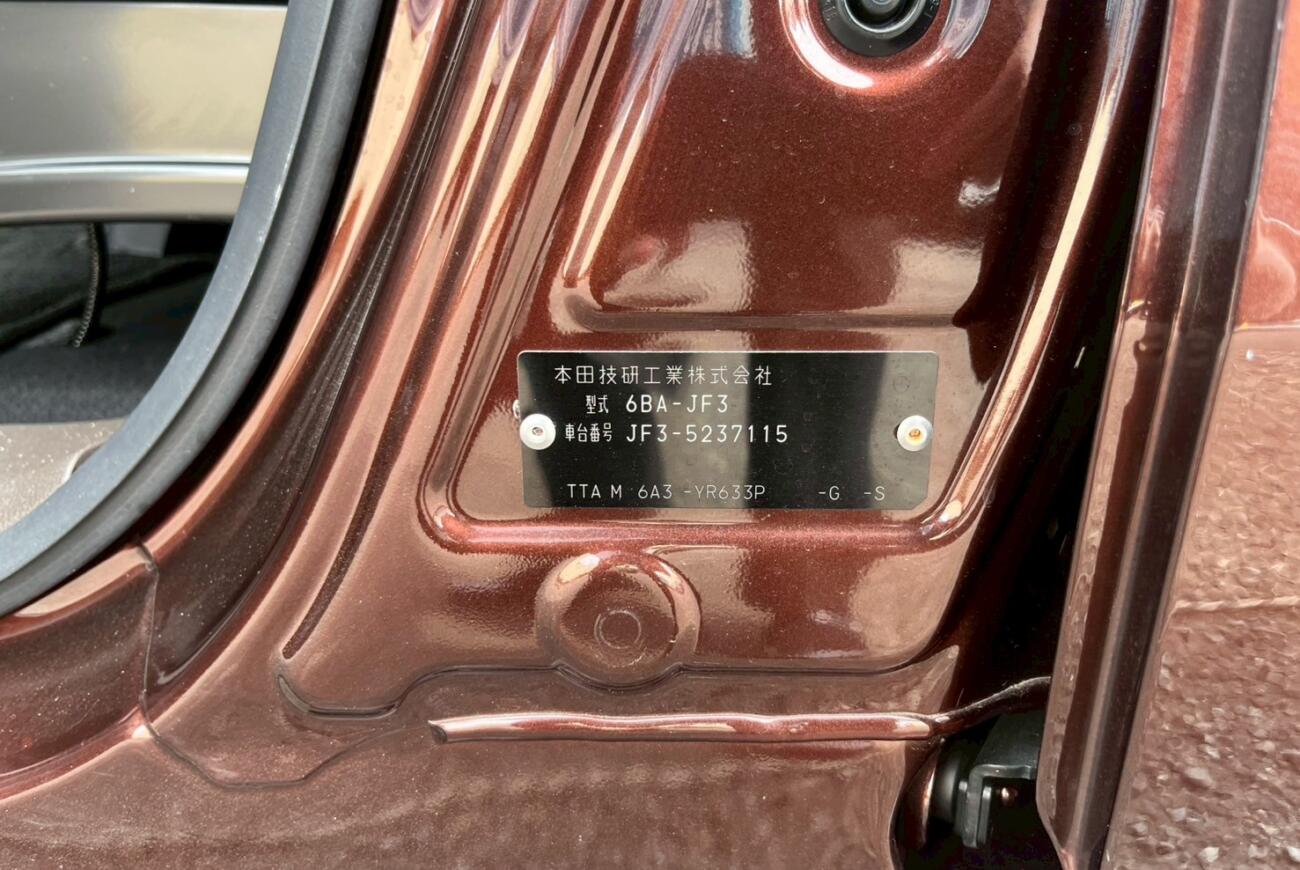 本田技研工業株式会社
型式 6BA-JF3
車台番号 JF3-5237115
TTA M 6A3 -YR633P -G -S